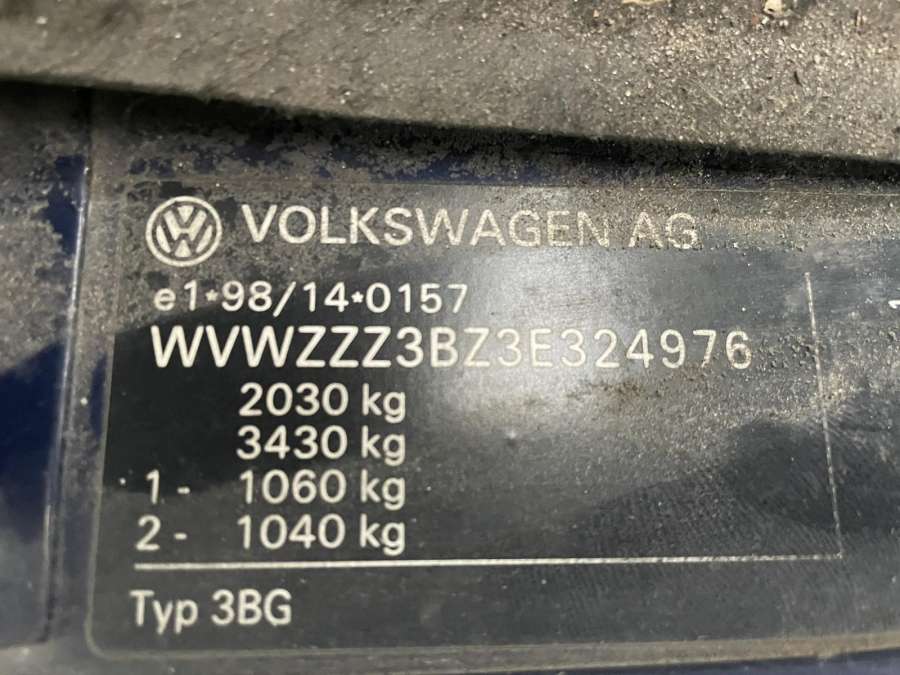 VOLKSWAGEN AG
e1*98/14*0157
WVWZZZ3BZ3E324976
2030 kg
3430 kg
1 - 1060 kg
2 - 1040 kg
Typ 3BG